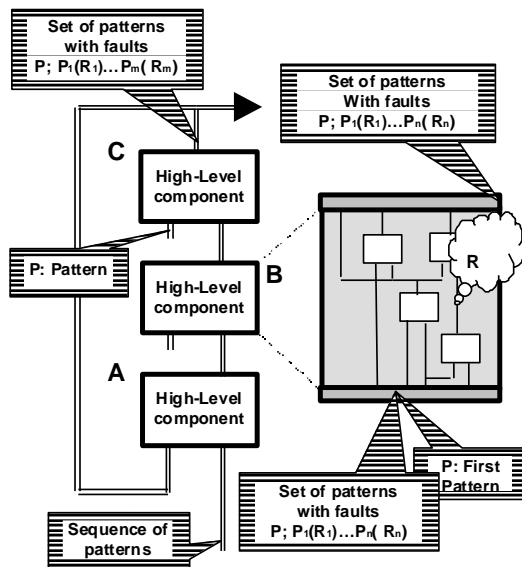 Set of patterns
with faults
P; P₁(R₁)...Pₘ( Rₘ)
Set of patterns
With faults
P; P₁(R₁)...Pₙ( Rₙ)
C
High-Level
component
P: Pattern
B
High-Level
component
R
A
High-Level
component
P: First
Pattern
Set of patterns
with faults
P; P₁(R₁)...Pₙ( Rₙ)
Sequence of
patterns